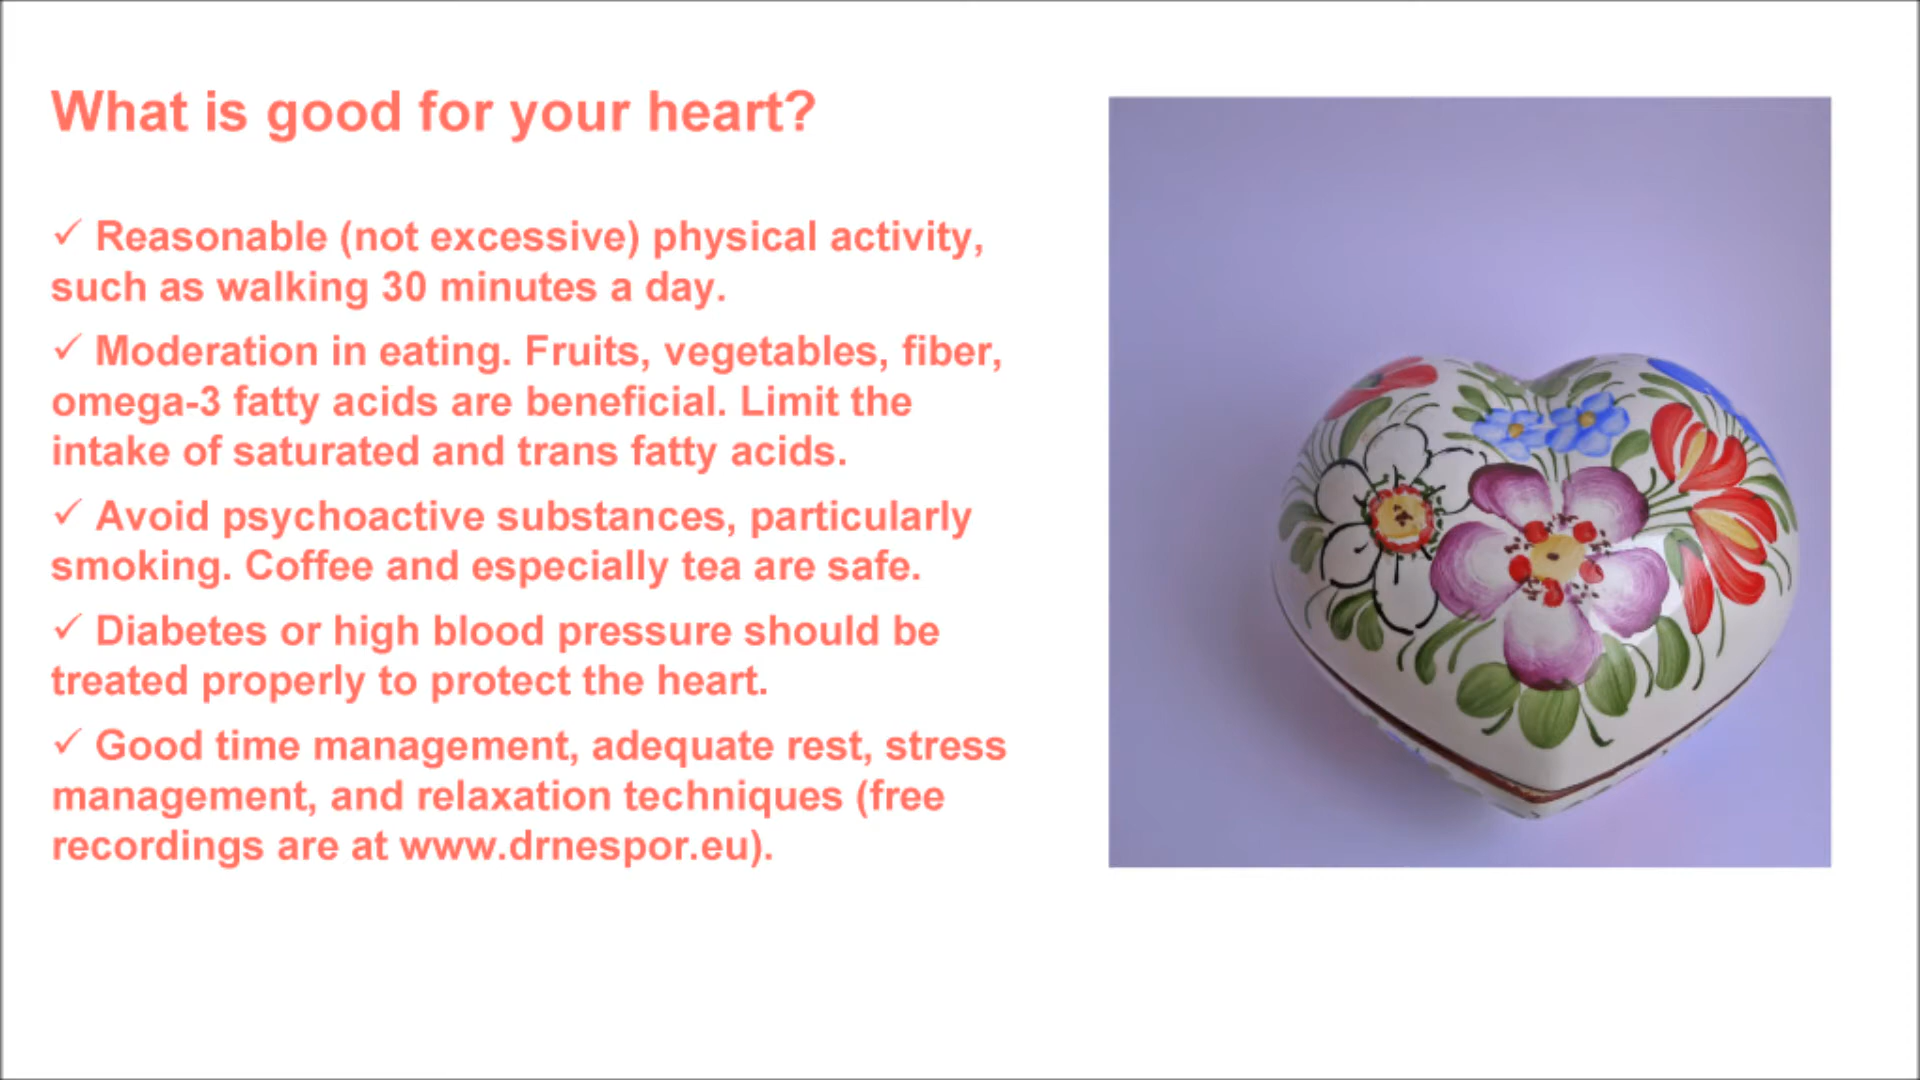 What is good for your heart?
✓ Reasonable (not excessive) physical activity,
such as walking 30 minutes a day.
✓ Moderation in eating. Fruits, vegetables, fiber,
omega-3 fatty acids are beneficial. Limit the
intake of saturated and trans fatty acids.
✓ Avoid psychoactive substances, particularly
smoking. Coffee and especially tea are safe.
✓ Diabetes or high blood pressure should be
treated properly to protect the heart.
✓ Good time management, adequate rest, stress
management, and relaxation techniques (free
recordings are at www.drnespor.eu).